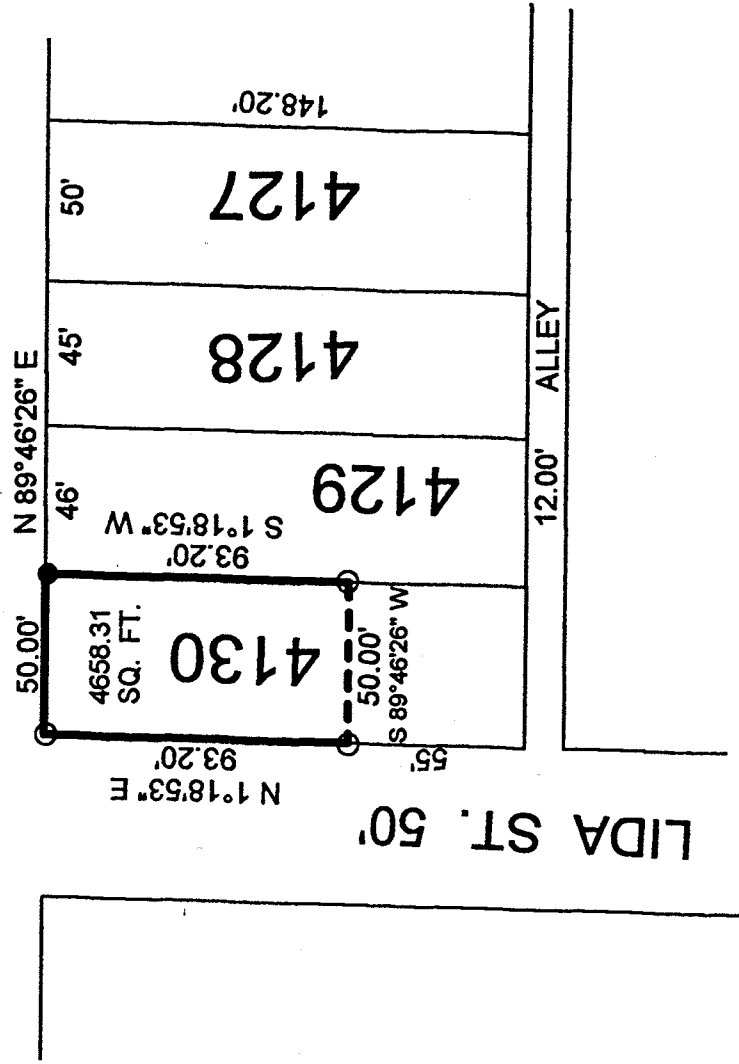 148.20'
50'
4127
45'
4128
N 89°46'26" E
46'
4129
S 1°18'53" W
93.20'
12.00' ALLEY
50.00'
4658.31
SQ. FT.
4130
50.00'
S 89°46'26" W
93.20'
N 1°18'53" E
55'
LIDA ST. 50'